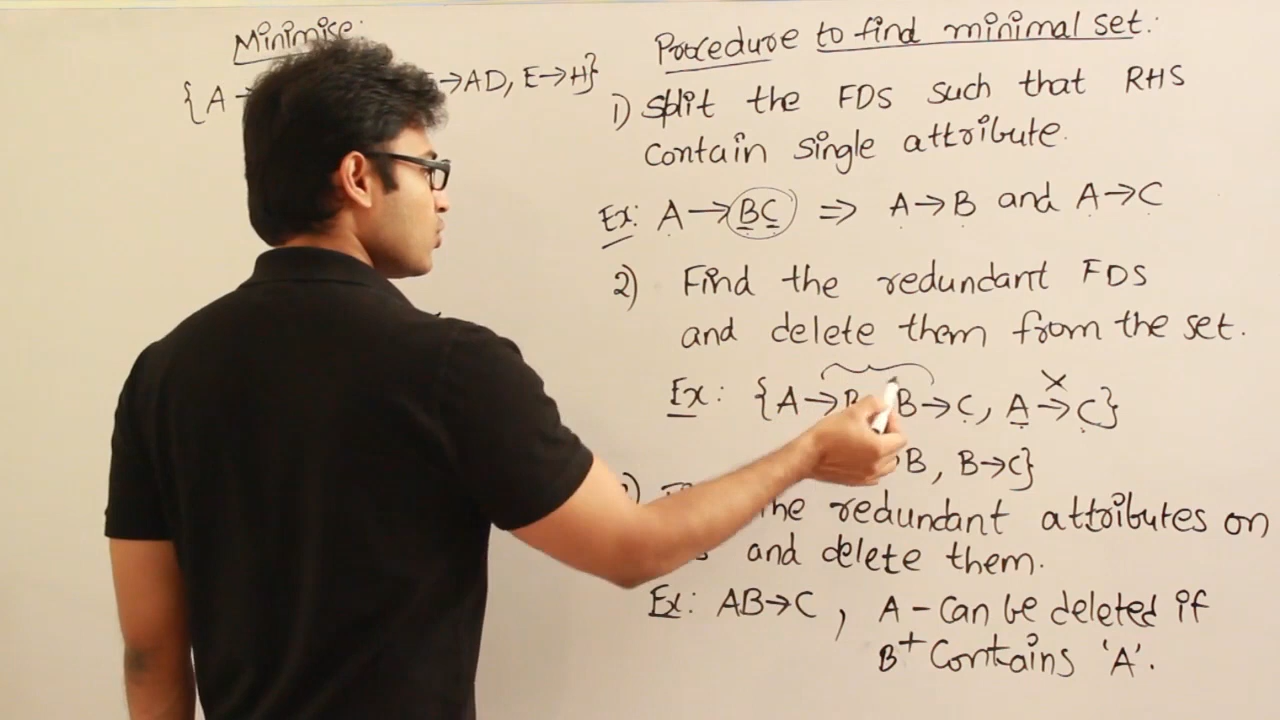 Minimise:
{A → →AD, E→H}
Procedure to find minimal set:
1) split the FDS such that RHS
contain single attribute.
Ex: A→BC ⇒ A→B and A→C
2) Find the redundant FDS
and delete them from the set.
Ex: {A→B B→C, A→C}
B, B→C}
the redundant attributes on
and delete them.
Ex: AB→C, A-can be deleted if
B+ contains 'A'.